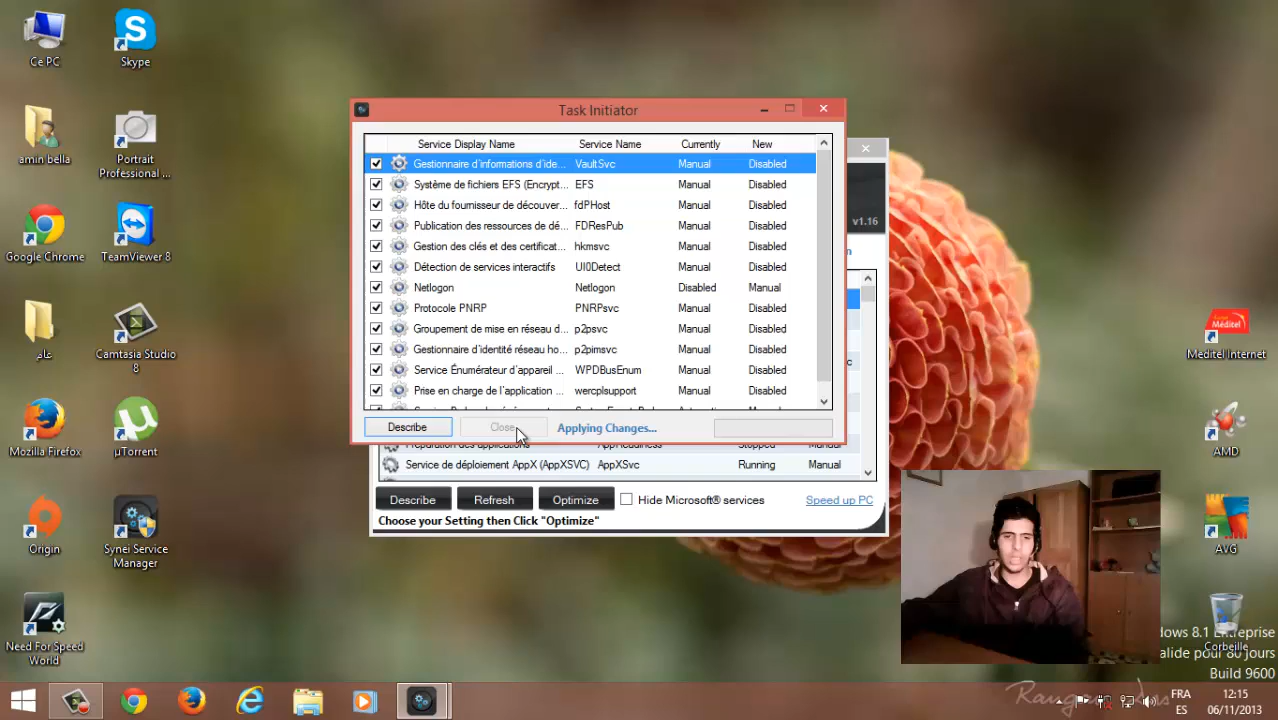 Ce PC
Skype
amin bella
Portrait
Professional ...
Google Chrome
TeamViewer 8
عام
Camtasia Studio
8
Mozilla Firefox
µTorrent
Origin
Synei Service
Manager
Need For Speed
World
Task Initiator
Service Display Name Service Name Currently New
Gestionnaire d'informations d'ide... VaultSvc Manual Disabled
Système de fichiers EFS (Encrypt... EFS Manual Disabled
Hôte du fournisseur de découver... fdPHost Manual Disabled
Publication des ressources de dé... FDResPub Manual Disabled
Gestion des clés et des certificat... hkmsvc Manual Disabled
Détection de services interactifs UI0Detect Manual Disabled
Netlogon Netlogon Disabled Manual
Protocole PNRP PNRPsvc Manual Disabled
Groupement de mise en réseau d... p2psvc Manual Disabled
Gestionnaire d'identité réseau ho... p2pimsvc Manual Disabled
Service Énumérateur d'appareil ... WPDBusEnum Manual Disabled
Prise en charge de l'application ... wercplsupport Manual Disabled
Describe Close Applying Changes...
v1.16
Préparation des applications AppReadiness Stopped Manual
Service de déploiement AppX (AppXSVC) AppXSvc Running Manual
Describe Refresh Optimize Hide Microsoft® services Speed up PC
Choose your Setting then Click "Optimize"
Méditel
Meditel Internet
AMD
AVG
Corbeille
Build 9600
FRA
ES
12:15
06/11/2013